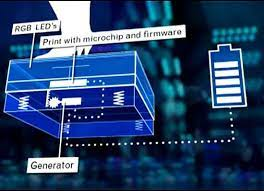 RGB LED's
Print with microchip and firmware
Generator